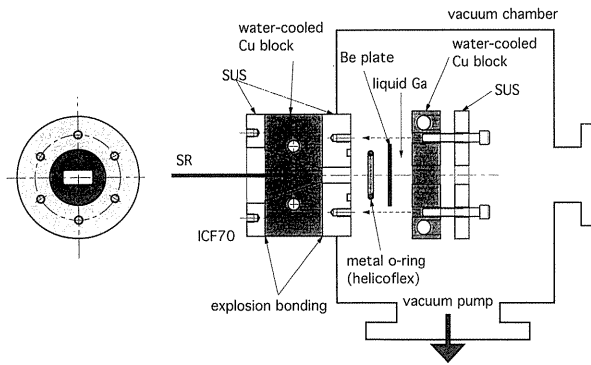 vacuum chamber
water-cooled
Cu block
water-cooled
Cu block
Be plate
liquid Ga
SUS
SUS
SR
ICF70
metal o-ring
(helicoflex)
explosion bonding
vacuum pump